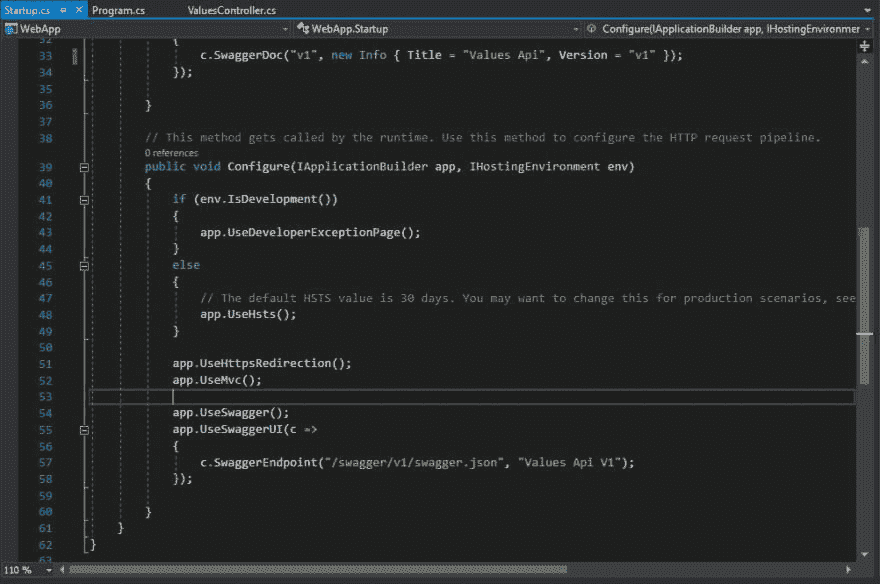 Startup.cs Program.cs ValuesController.cs
WebApp WebApp.Startup Configure(IApplicationBuilder app, IHostingEnvironmer
32 {
33 c.SwaggerDoc("v1", new Info { Title = "Values Api", Version = "v1" });
34 });
35
36 }
37
38 // This method gets called by the runtime. Use this method to configure the HTTP request pipeline.
0 references
39 public void Configure(IApplicationBuilder app, IHostingEnvironment env)
40 {
41 if (env.IsDevelopment())
42 {
43 app.UseDeveloperExceptionPage();
44 }
45 else
46 {
47 // The default HSTS value is 30 days. You may want to change this for production scenarios, see
48 app.UseHsts();
49 }
50
51 app.UseHttpsRedirection();
52 app.UseMvc();
53
54 app.UseSwagger();
55 app.UseSwaggerUI(c =>
56 {
57 c.SwaggerEndpoint("/swagger/v1/swagger.json", "Values Api V1");
58 });
59
60 }
61 }
62 }
63
110 %